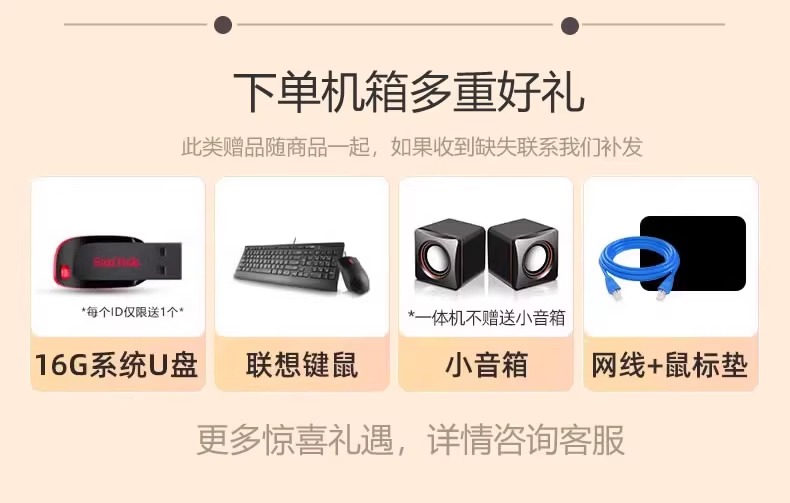 下单机箱多重好礼
此类赠品随商品一起，如果收到缺失联系我们补发
SanDisk
*每个ID仅限送1个*
*一体机不赠送小音箱
16G系统U盘
联想键鼠
小音箱
网线+鼠标垫
更多惊喜礼遇，详情咨询客服